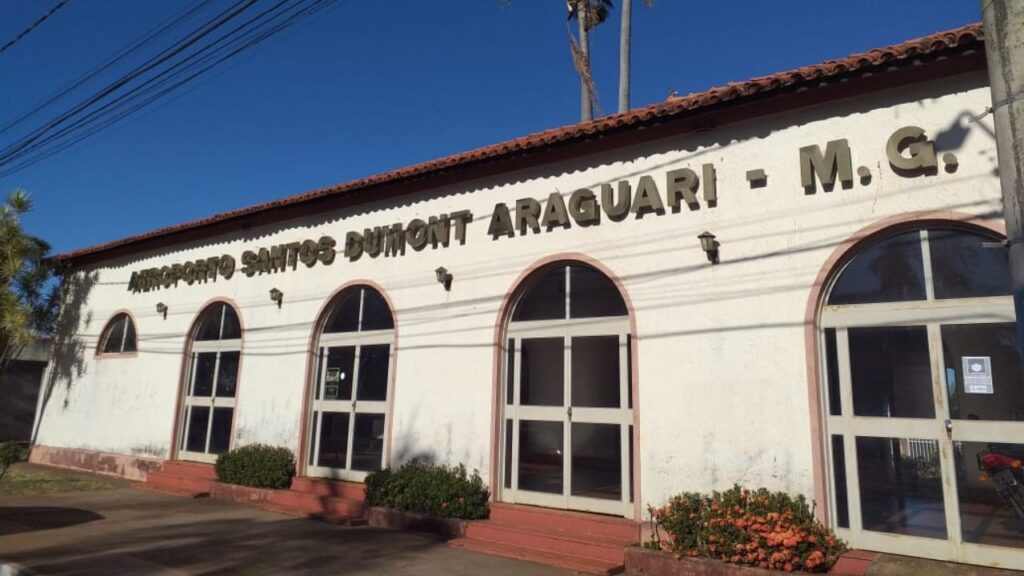 AEROPORTO SANTOS DUMONT ARAGUARI - M.G.